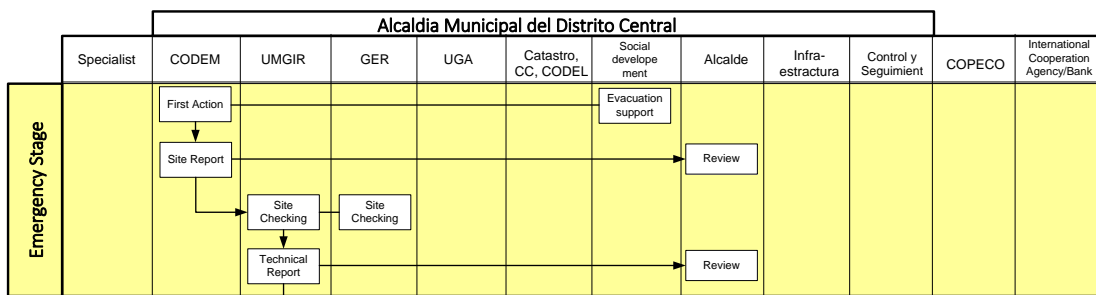 Alcaldia Municipal del Distrito Central
Specialist
CODEM
UMGIR
GER
UGA
Catastro,
CC, CODEL
Social
develope
ment
Alcalde
Infra-
estractura
Control y
Seguimient
COPECO
International
Cooperation
Agency/Bank
Emergency Stage
First Action
Evacuation
support
Site Report
Review
Site
Checking
Site
Checking
Technical
Report
Review